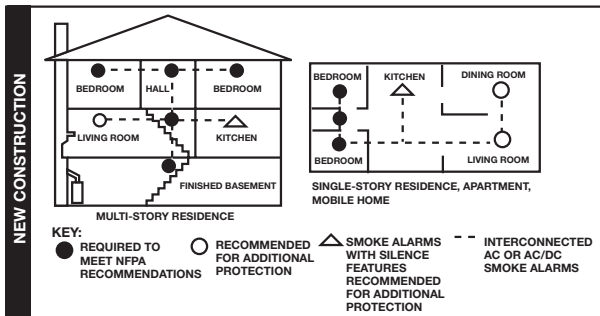 NEW CONSTRUCTION
BEDROOM
HALL
BEDROOM
LIVING ROOM
KITCHEN
FINISHED BASEMENT
MULTI-STORY RESIDENCE
BEDROOM
KITCHEN
DINING ROOM
BEDROOM
LIVING ROOM
SINGLE-STORY RESIDENCE, APARTMENT,
MOBILE HOME
KEY:
REQUIRED TO
MEET NFPA
RECOMMENDATIONS
RECOMMENDED
FOR ADDITIONAL
PROTECTION
SMOKE ALARMS
WITH SILENCE
FEATURES
RECOMMENDED
FOR ADDITIONAL
PROTECTION
INTERCONNECTED
AC OR AC/DC
SMOKE ALARMS